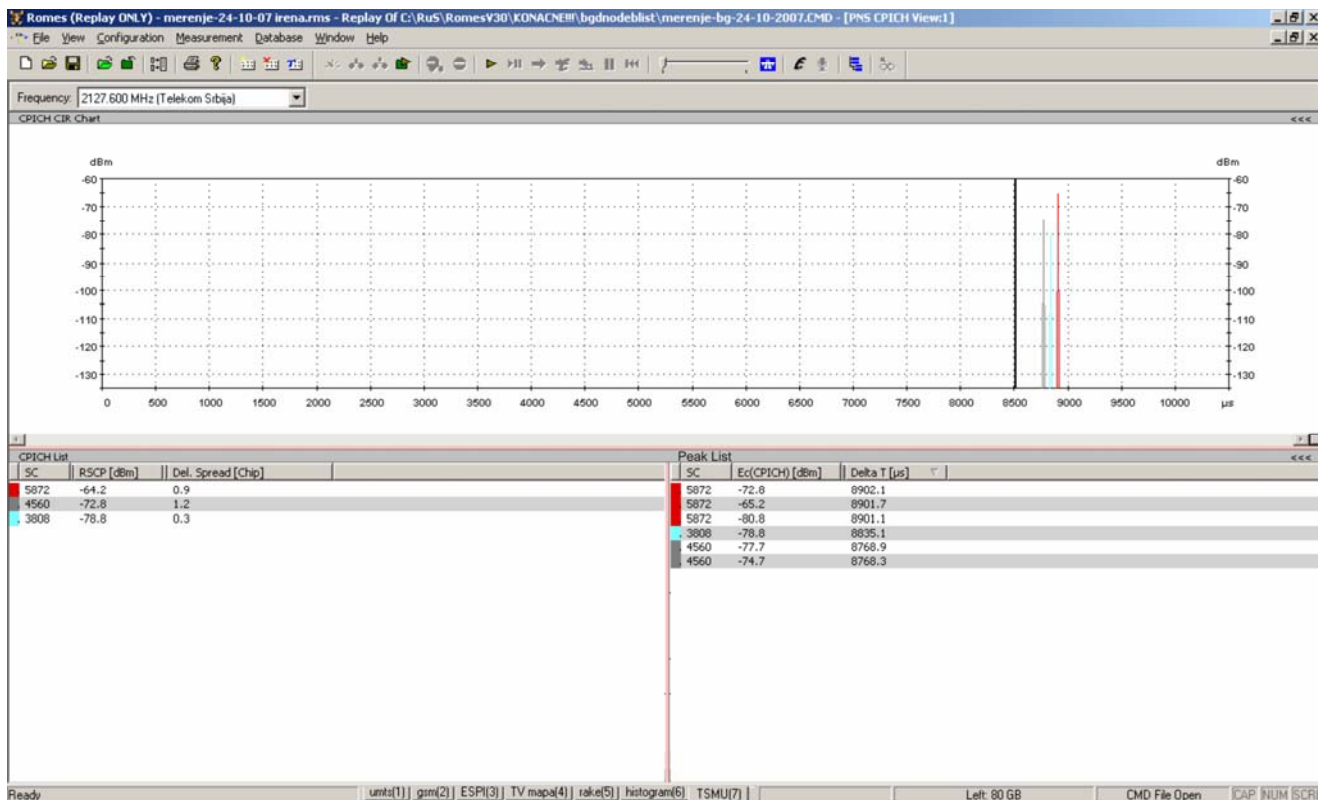 Romes (Replay ONLY) - merenje-24-10-07 irena.rms - Replay Of C:\RuS\RomesV30\KONACNE!!!\bgdnodeblist\merenje-bg-24-10-2007.CMD - [PNS CPICH View:1]
File View Configuration Measurement Database Window Help
Frequency: 2127.600 MHz (Telekom Srbija)
CPICH CIR Chart <<<
dBm dBm
-60 -60
-70 -70
-80 -80
-90 -90
-100 -100
-110 -110
-120 -120
-130 -130
0 500 1000 1500 2000 2500 3000 3500 4000 4500 5000 5500 6000 6500 7000 7500 8000 8500 9000 9500 10000 µs
CPICH List
SC RSCP [dBm] Del. Spread [Chip]
5872 -64.2 0.9
4560 -72.8 1.2
3808 -78.8 0.3
Peak List <<<
SC Ec(CPICH) [dBm] Delta T [µs]
5872 -72.8 8902.1
5872 -65.2 8901.7
5872 -80.8 8901.1
3808 -78.8 8835.1
4560 -77.7 8768.9
4560 -74.7 8768.3
Ready umts(1) gsm(2) ESPI(3) TV mapa(4) rake(5) histogram(6) TSMU(7) Left: 80 GB CMD File Open CAP NUM SCRL